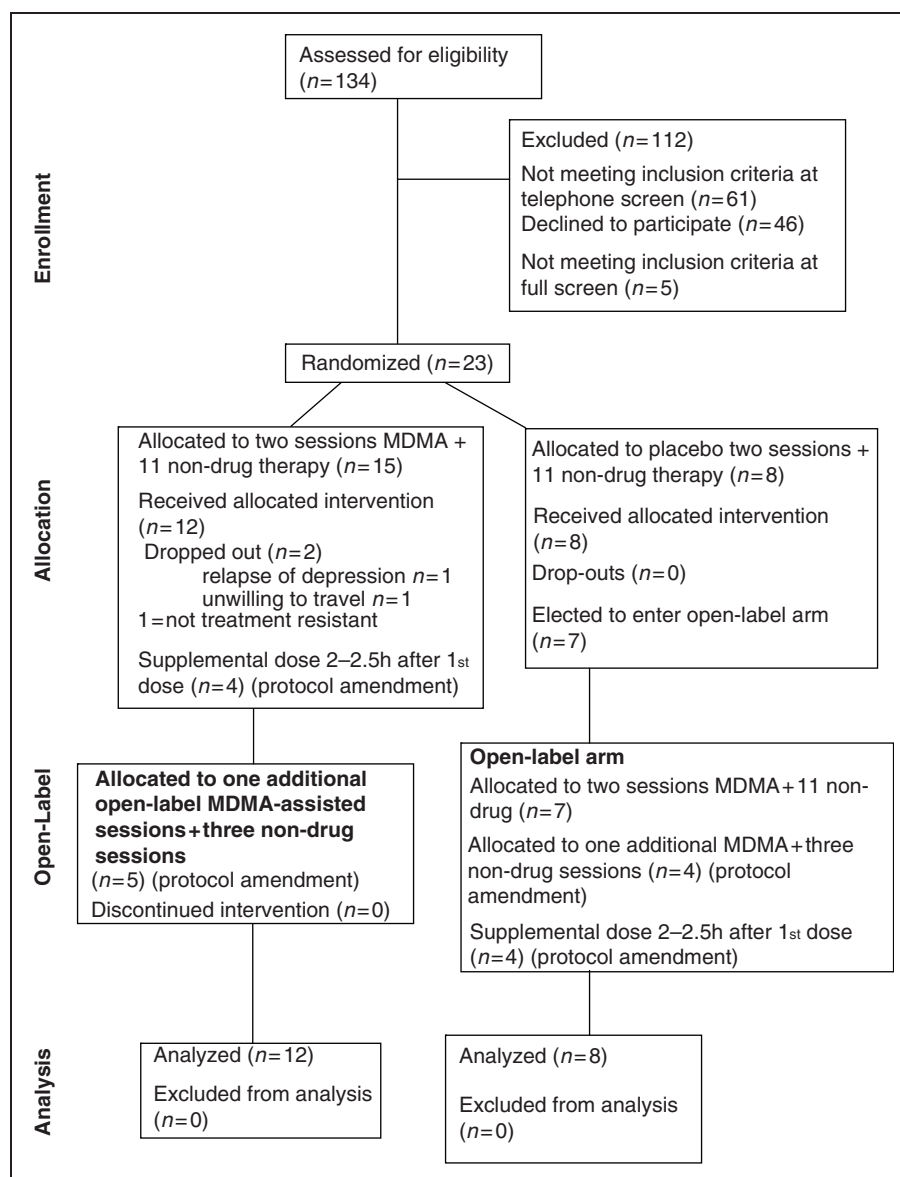 Assessed for eligibility
(n=134)
Enrollment
Excluded (n=112)
Not meeting inclusion criteria at
telephone screen (n=61)
Declined to participate (n=46)
Not meeting inclusion criteria at
full screen (n=5)
Randomized (n=23)
Allocation
Allocated to two sessions MDMA +
11 non-drug therapy (n=15)
Received allocated intervention
(n=12)
Dropped out (n=2)
relapse of depression n=1
unwilling to travel n=1
1=not treatment resistant
Supplemental dose 2–2.5h after 1st
dose (n=4) (protocol amendment)
Allocated to placebo two sessions +
11 non-drug therapy (n=8)
Received allocated intervention
(n=8)
Drop-outs (n=0)
Elected to enter open-label arm
(n=7)
Open-Label
Allocated to one additional
open-label MDMA-assisted
sessions+three non-drug
sessions
(n=5) (protocol amendment)
Discontinued intervention (n=0)
Open-label arm
Allocated to two sessions MDMA+11 non-
drug (n=7)
Allocated to one additional MDMA+three
non-drug sessions (n=4) (protocol
amendment)
Supplemental dose 2–2.5h after 1st dose
(n=4) (protocol amendment)
Analysis
Analyzed (n=12)
Excluded from analysis
(n=0)
Analyzed (n=8)
Excluded from analysis
(n=0)